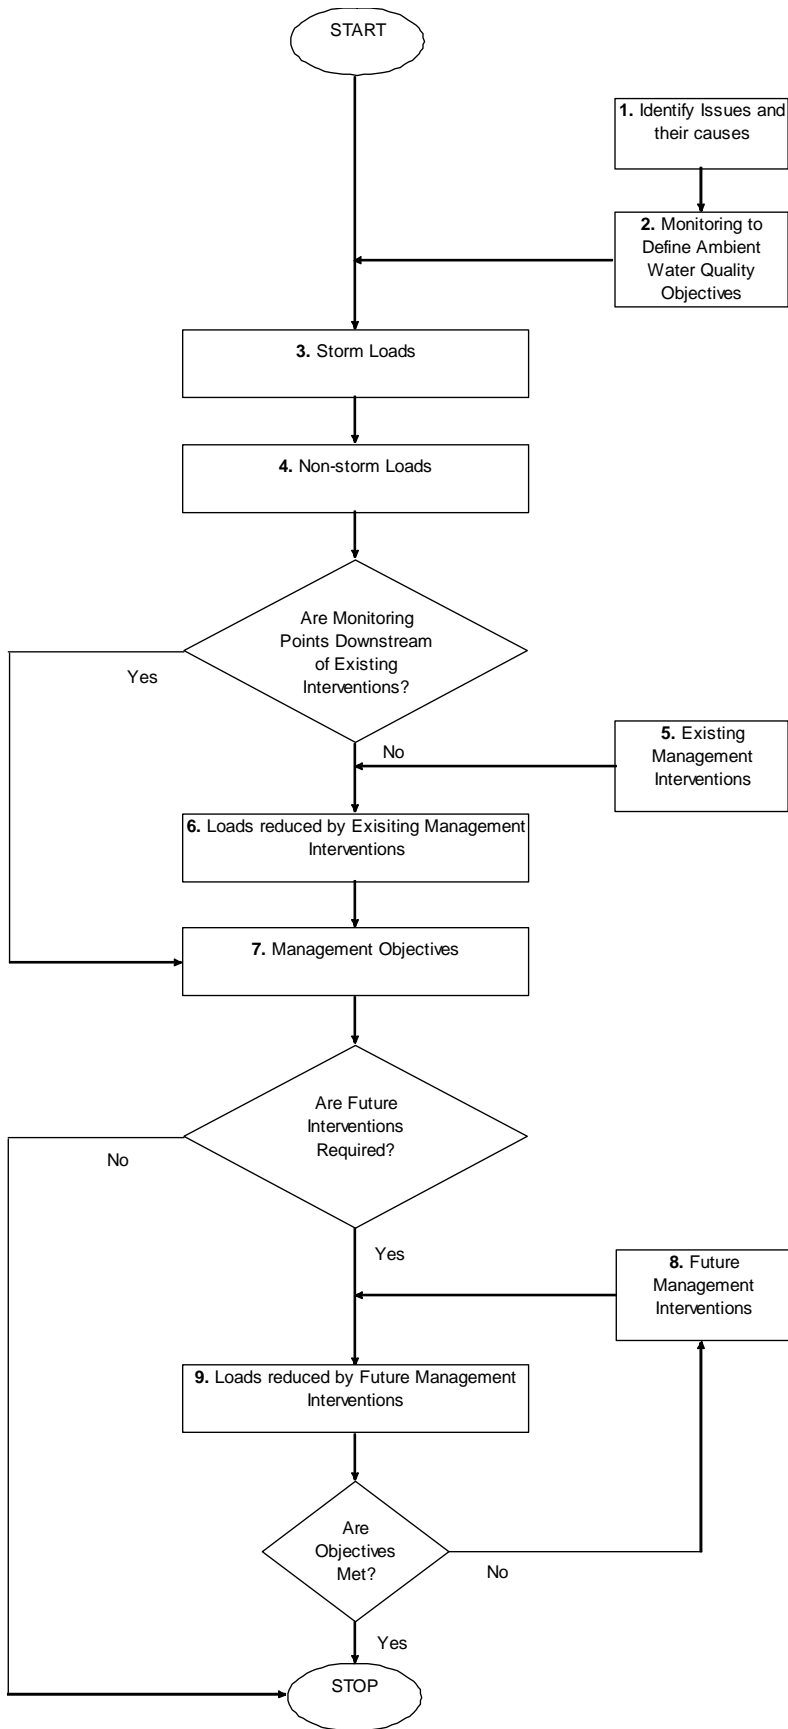 START
1. Identify Issues and
their causes
2. Monitoring to
Define Ambient
Water Quality
Objectives
3. Storm Loads
4. Non-storm Loads
Are Monitoring
Points Downstream
of Existing
Interventions?
Yes
No
5. Existing
Management
Interventions
6. Loads reduced by Exisiting Management
Interventions
7. Management Objectives
Are Future
Interventions
Required?
No
Yes
8. Future
Management
Interventions
9. Loads reduced by Future Management
Interventions
Are
Objectives
Met?
No
Yes
STOP